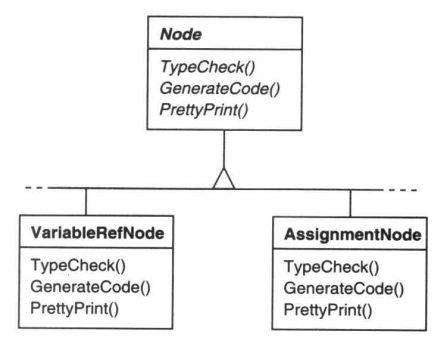 Node
TypeCheck()
GenerateCode()
PrettyPrint()
VariableRefNode
TypeCheck()
GenerateCode()
PrettyPrint()
AssignmentNode
TypeCheck()
GenerateCode()
PrettyPrint()